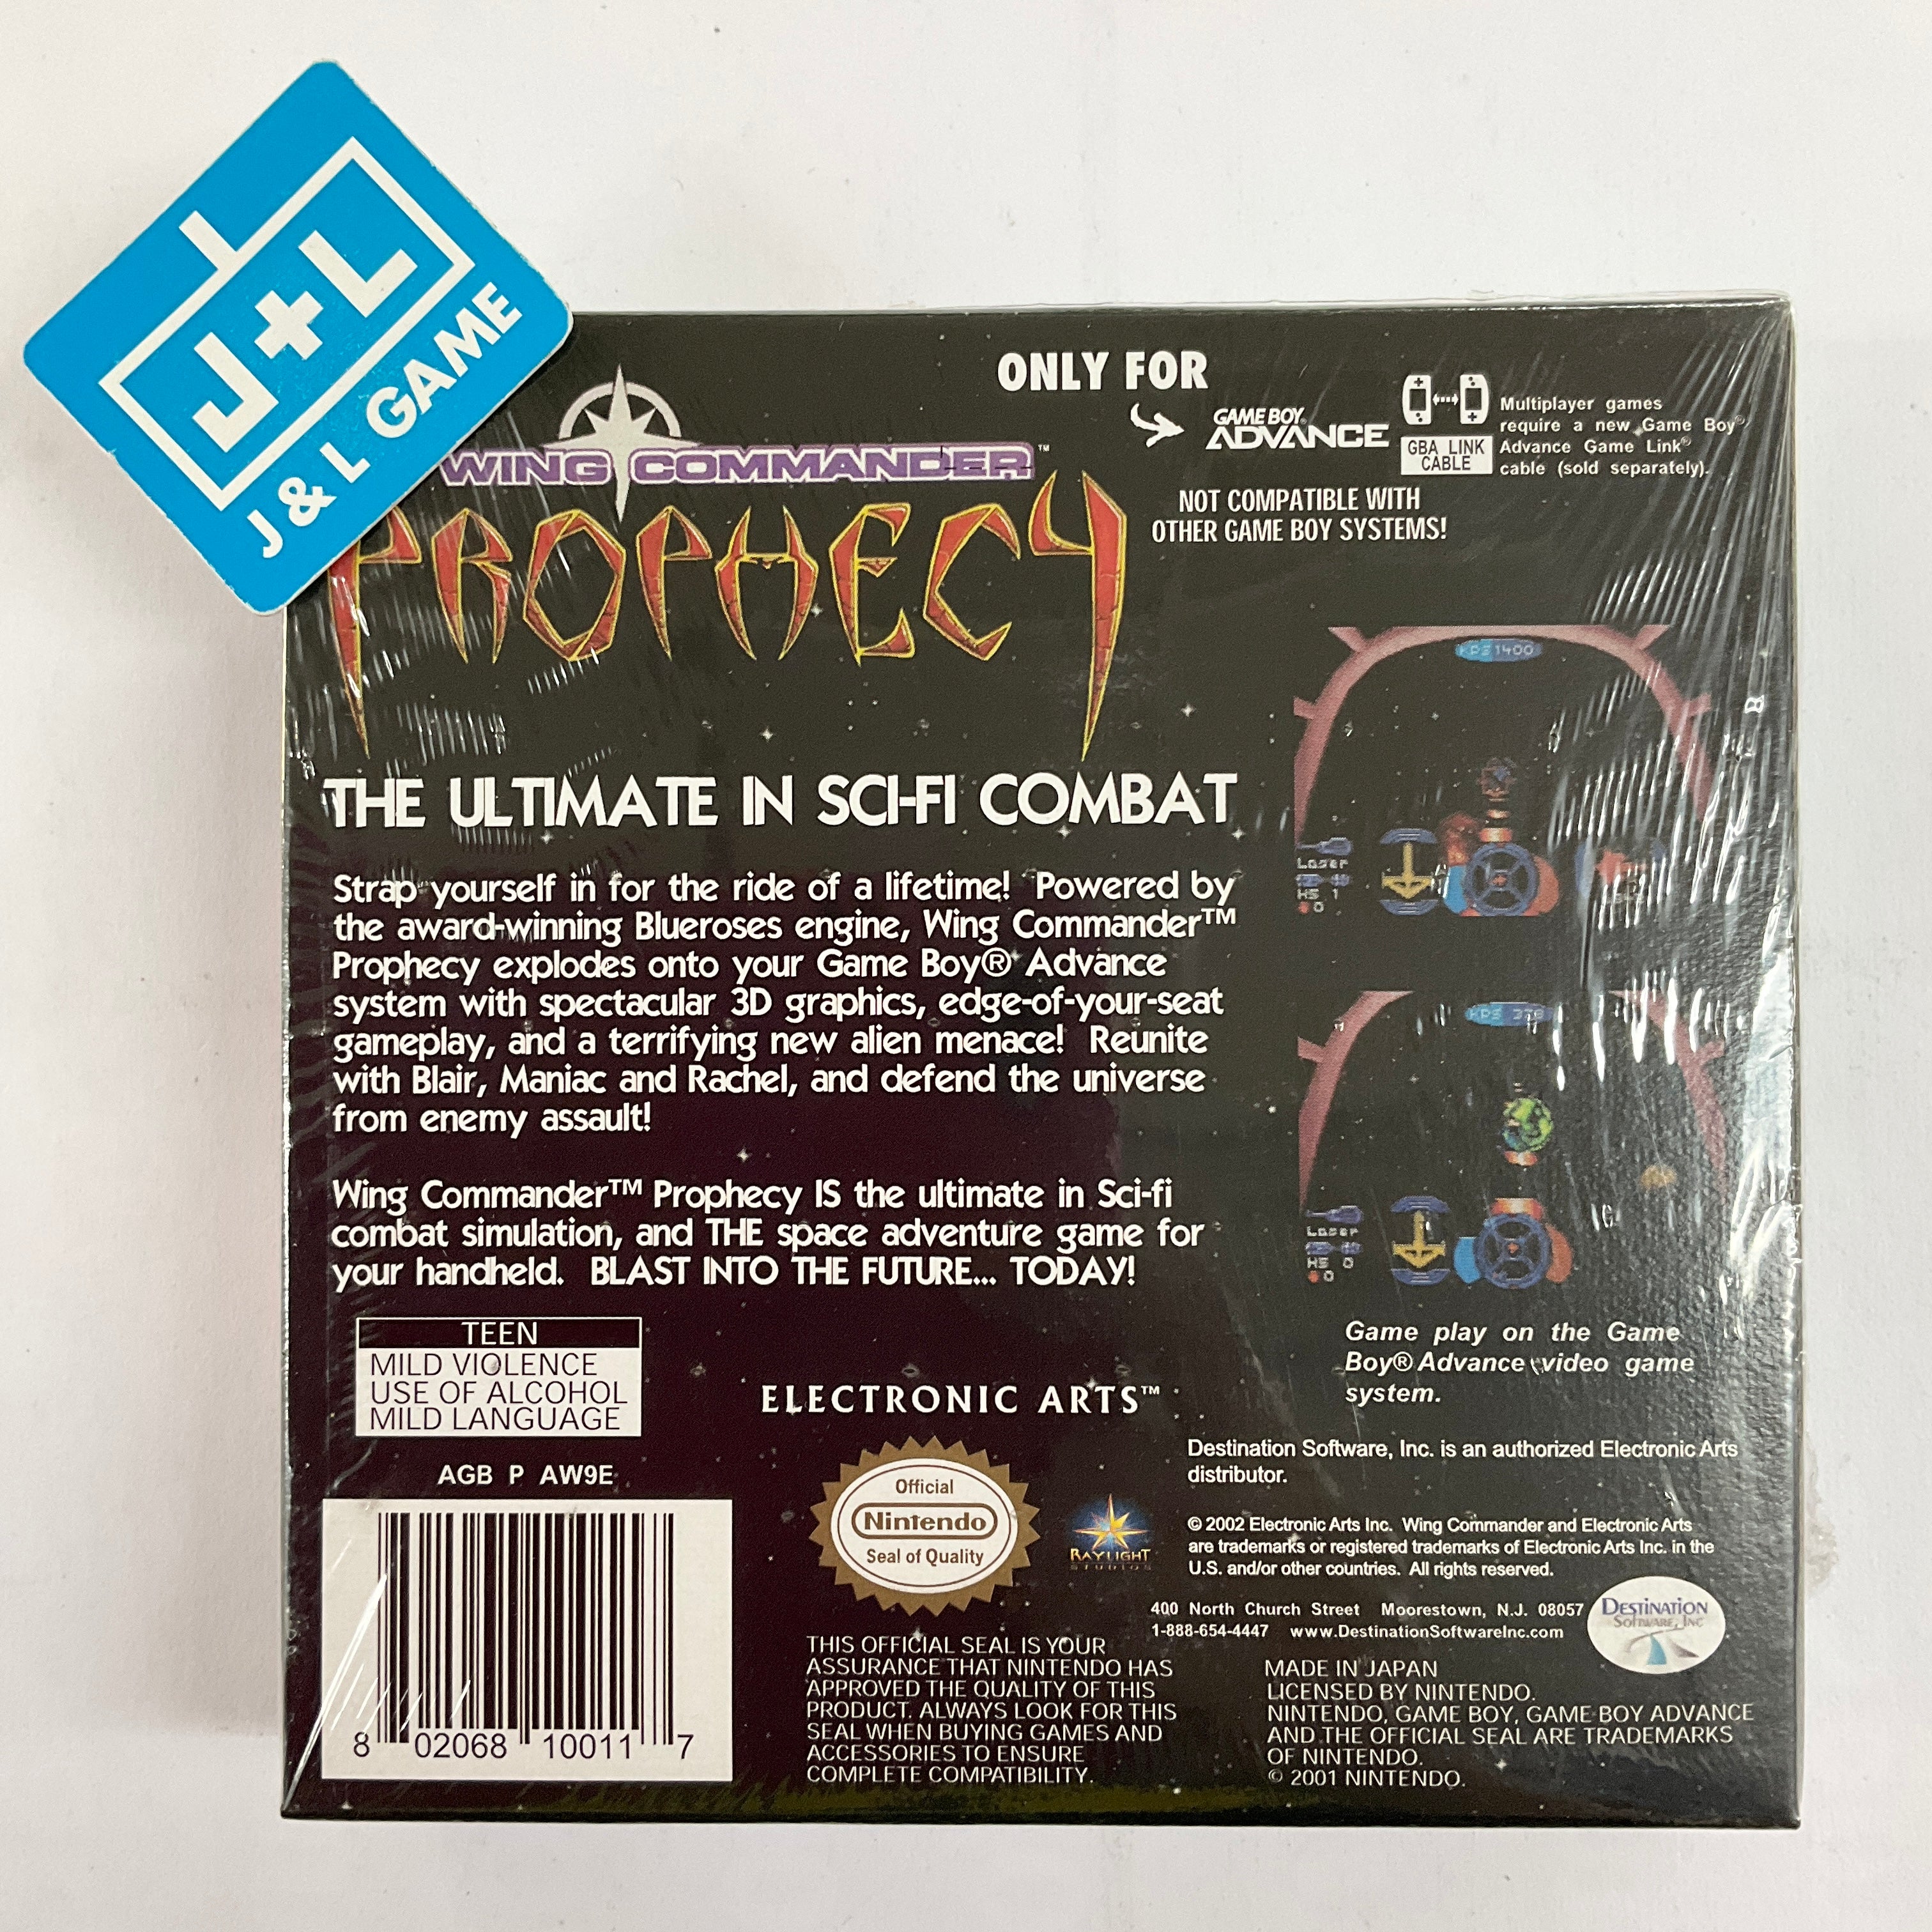 J+L
J & L GAME
ONLY FOR
GAME BOY
ADVANCE
GBA LINK
CABLE
Multiplayer games
require a new Game Boy®
Advance Game Link®
cable (sold separately).
NOT COMPATIBLE WITH
OTHER GAME BOY SYSTEMS!
WING COMMANDER™
PROPHECY
THE ULTIMATE IN SCI-FI COMBAT
Strap yourself in for the ride of a lifetime! Powered by
the award-winning Blueroses engine, Wing Commander™
Prophecy explodes onto your Game Boy® Advance
system with spectacular 3D graphics, edge-of-your-seat
gameplay, and a terrifying new alien menace! Reunite
with Blair, Maniac and Rachel, and defend the universe
from enemy assault!
Wing Commander™ Prophecy IS the ultimate in Sci-fi
combat simulation, and THE space adventure game for
your handheld. BLAST INTO THE FUTURE... TODAY!
KPS 1400
Laser
HS 1
0
KPS
Laser
HS 0
0
Game play on the Game
Boy® Advance video game
system.
TEEN
MILD VIOLENCE
USE OF ALCOHOL
MILD LANGUAGE
AGB P AW9E
8 02068 10011 7
ELECTRONIC ARTS™
Official
Nintendo
Seal of Quality
RAYLIGHT
STUDIOS
THIS OFFICIAL SEAL IS YOUR
ASSURANCE THAT NINTENDO HAS
APPROVED THE QUALITY OF THIS
PRODUCT. ALWAYS LOOK FOR THIS
SEAL WHEN BUYING GAMES AND
ACCESSORIES TO ENSURE
COMPLETE COMPATIBILITY.
Destination Software, Inc. is an authorized Electronic Arts
distributor.
© 2002 Electronic Arts Inc. Wing Commander and Electronic Arts
are trademarks or registered trademarks of Electronic Arts Inc. in the
U.S. and/or other countries. All rights reserved.
400 North Church Street Moorestown, N.J. 08057
1-888-654-4447 www.DestinationSoftwareInc.com
DESTINATION
SOFTWARE, INC
MADE IN JAPAN
LICENSED BY NINTENDO.
NINTENDO, GAME BOY, GAME BOY ADVANCE
AND THE OFFICIAL SEAL ARE TRADEMARKS
OF NINTENDO.
© 2001 NINTENDO.